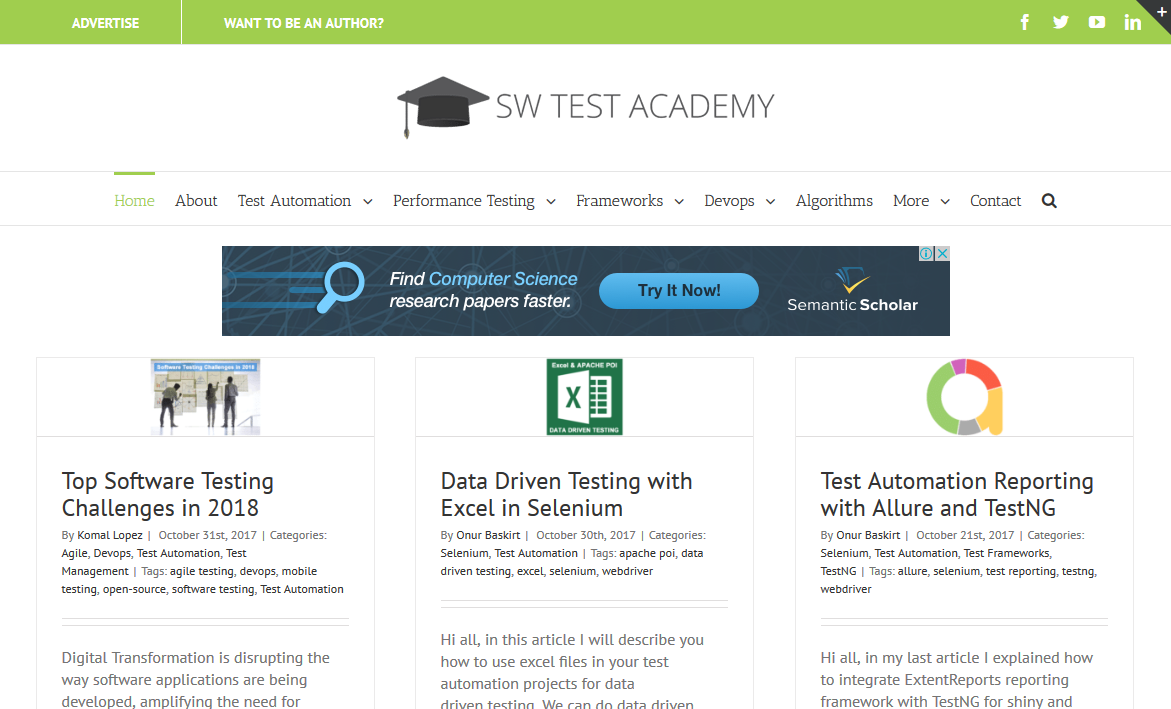 ADVERTISE
WANT TO BE AN AUTHOR?
+
SW TEST ACADEMY
Home About Test Automation Performance Testing Frameworks Devops Algorithms More Contact
Find Computer Science
research papers faster.
Try It Now!
Semantic Scholar
Software Testing Challenges in 2018
Top Software Testing
Challenges in 2018
By Komal Lopez | October 31st, 2017 | Categories:
Agile, Devops, Test Automation, Test
Management | Tags: agile testing, devops, mobile
testing, open-source, software testing, Test Automation
Digital Transformation is disrupting the
way software applications are being
developed, amplifying the need for
Excel & APACHE POI
X
DATA DRIVEN TESTING
Data Driven Testing with
Excel in Selenium
By Onur Baskirt | October 30th, 2017 | Categories:
Selenium, Test Automation | Tags: apache poi, data
driven testing, excel, selenium, webdriver
Hi all, in this article I will describe you
how to use excel files in your test
automation projects for data
driven testing. We can do data driven
Test Automation Reporting
with Allure and TestNG
By Onur Baskirt | October 21st, 2017 | Categories:
Selenium, Test Automation, Test Frameworks,
TestNG | Tags: allure, selenium, test reporting, testng,
webdriver
Hi all, in my last article I explained how
to integrate ExtentReports reporting
framework with TestNG for shiny and